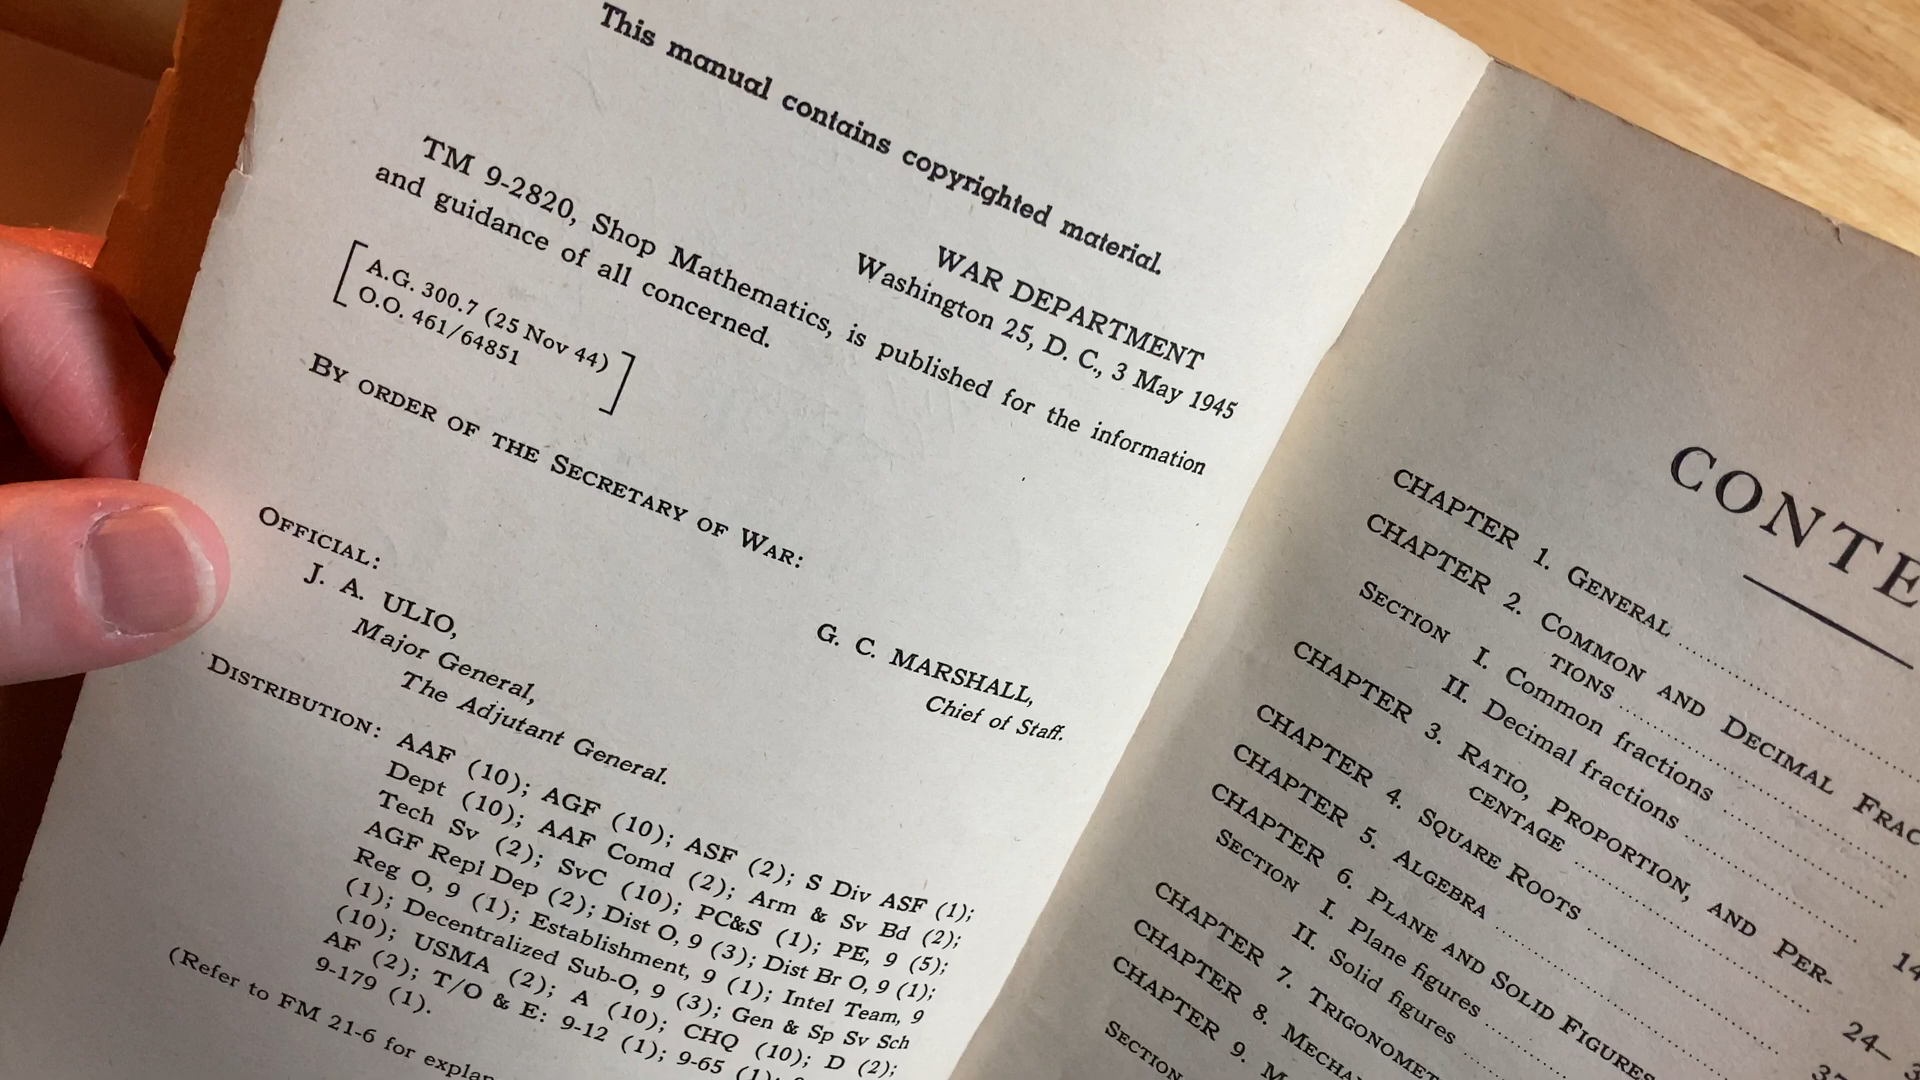 This manual contains copyrighted material.
WAR DEPARTMENT
Washington 25, D. C., 3 May 1945
TM 9-2820, Shop Mathematics, is published for the information
and guidance of all concerned.
[A.G. 300.7 (25 Nov 44)
O.O. 461/64851]
BY ORDER OF THE SECRETARY OF WAR:
G. C. MARSHALL,
Chief of Staff.
OFFICIAL:
J. A. ULIO,
Major General,
The Adjutant General.
DISTRIBUTION: AAF (10); AGF (10); ASF (2); S Div ASF (1);
Dept (10); AAF Comd (2); Arm & Sv Bd (2);
Tech Sv (2); SvC (10); PC&S (1); PE, 9 (5);
AGF Repl Dep (2); Dist O, 9 (3); Dist Br O, 9 (1);
Reg O, 9 (1); Establishment, 9 (1); Intel Team, 9
(1); Decentralized Sub-O, 9 (3); Gen & Sp Sv Sch
(10); USMA (2); A (10); CHQ (10); D (2);
AF (2); T/O & E: 9-12 (1); 9-65 (1);
9-179 (1).
(Refer to FM 21-6 for
CONTE
CHAPTER 1. GENERAL
CHAPTER 2. COMMON AND DECIMAL FRAC
TIONS
SECTION I. Common fractions
II. Decimal fractions
CHAPTER 3. RATIO, PROPORTION, AND PER-
CENTAGE 14
CHAPTER 4. SQUARE ROOTS
CHAPTER 5. ALGEBRA 24–
CHAPTER 6. PLANE AND SOLID FIGURES
SECTION I. Plane figures
II. Solid figures
CHAPTER 7. TRIGONOMET
CHAPTER 8. MECHA
CHAPTER 9. M
SECTION